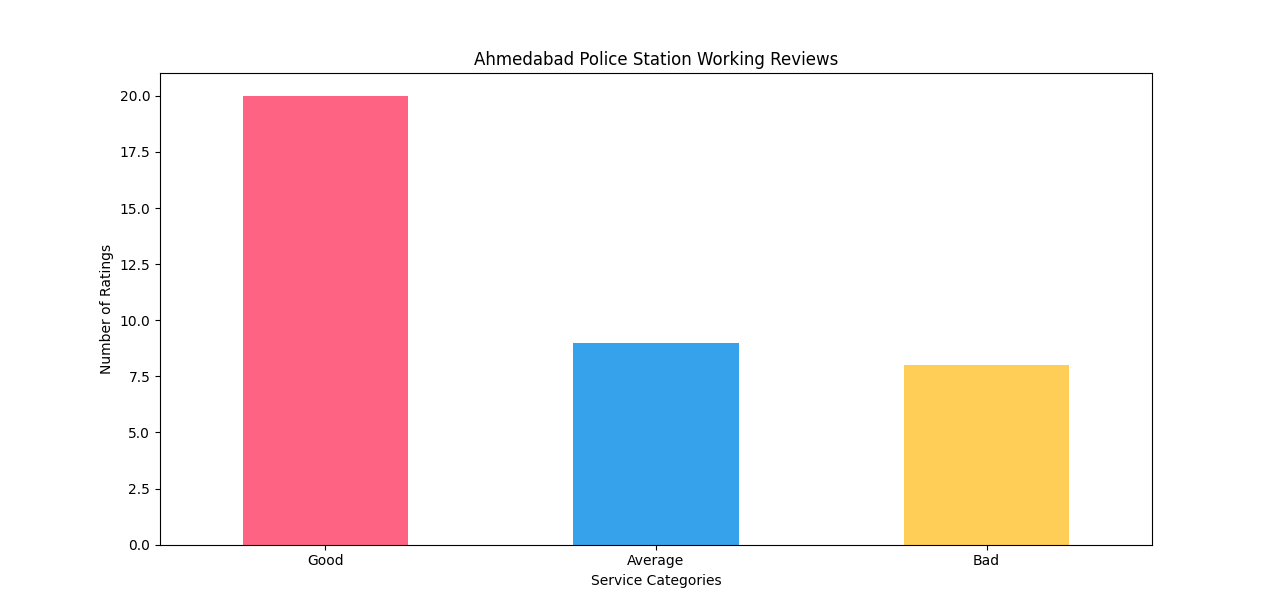 Ahmedabad Police Station Working Reviews
Number of Ratings
20.0
17.5
15.0
12.5
10.0
7.5
5.0
2.5
0.0
Good Average Bad
Service Categories